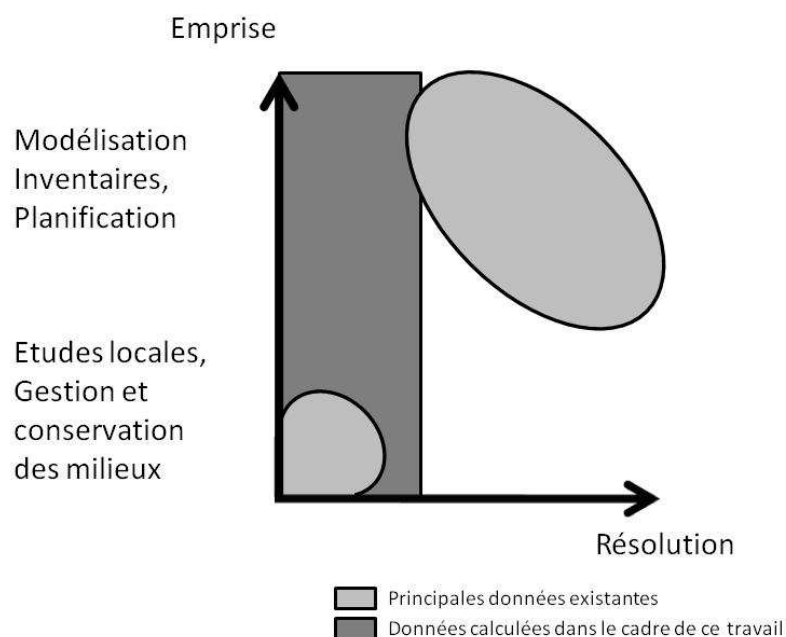 Emprise
Modélisation
Inventaires,
Planification
Etudes locales,
Gestion et
conservation
des milieux
Résolution
Principales données existantes
Données calculées dans le cadre de ce travail